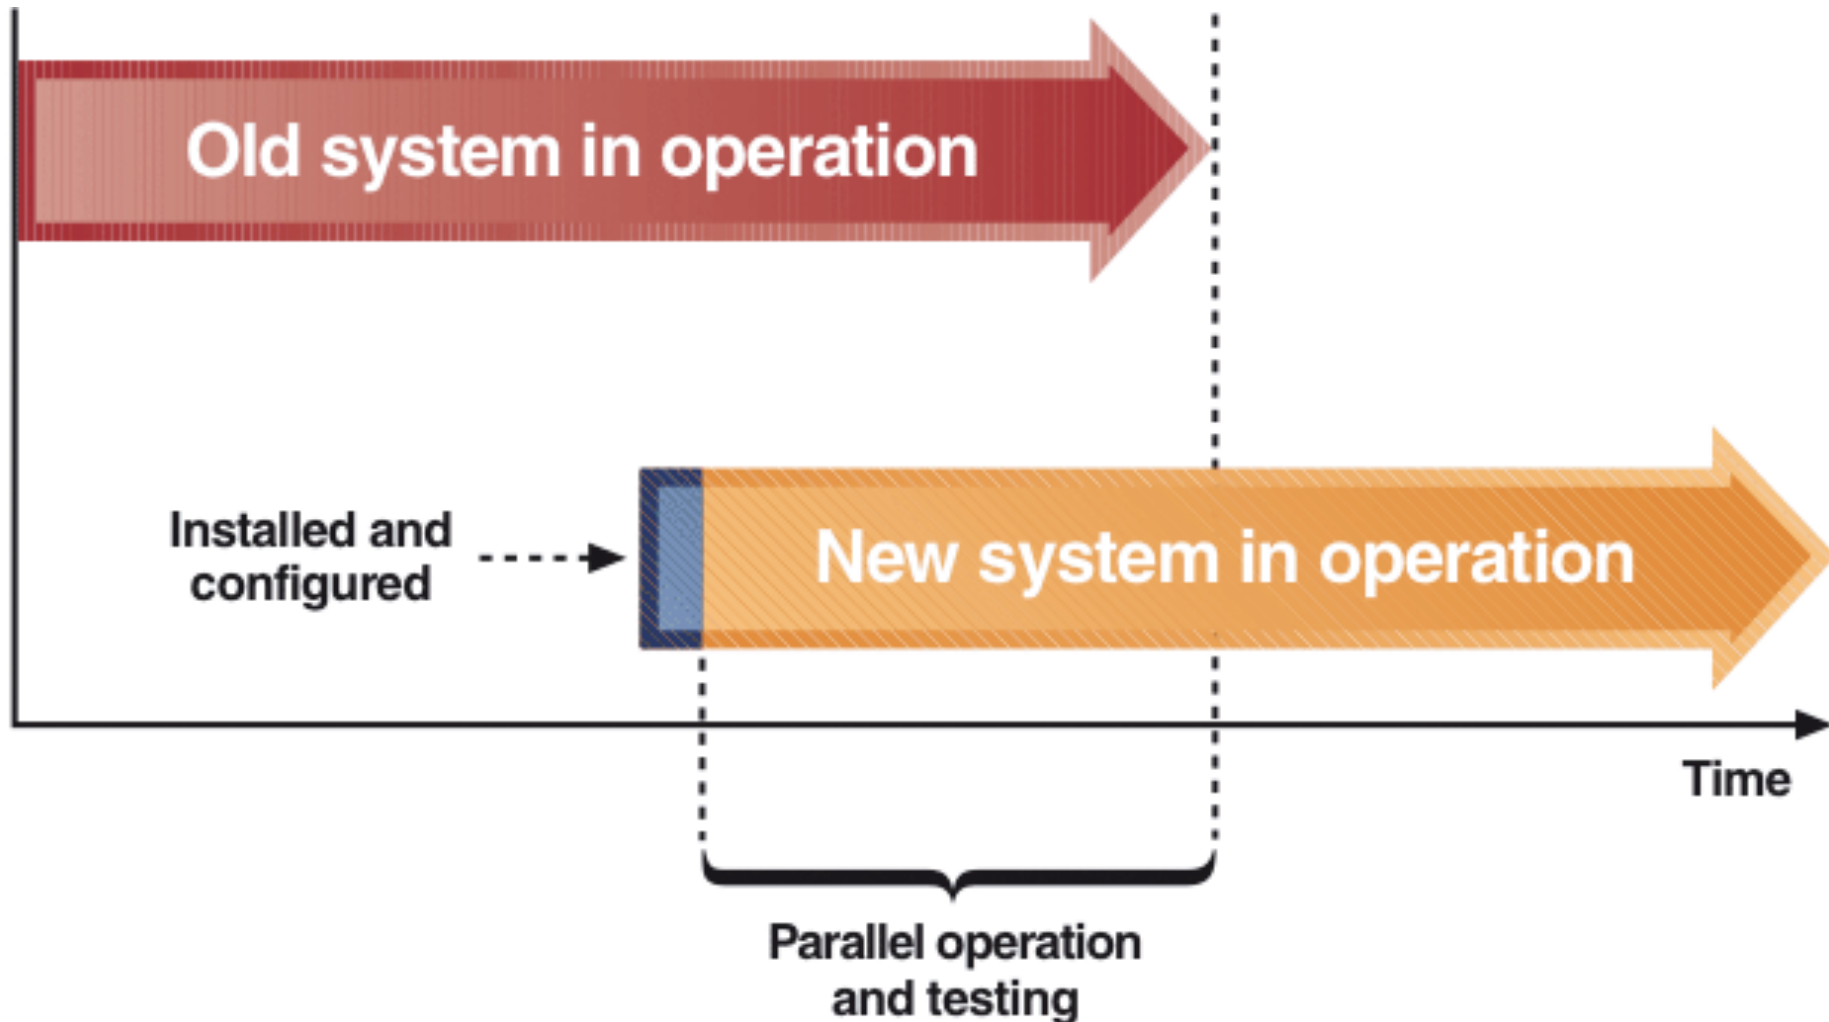 Old system in operation
Installed and
configured
New system in operation
Time
Parallel operation
and testing